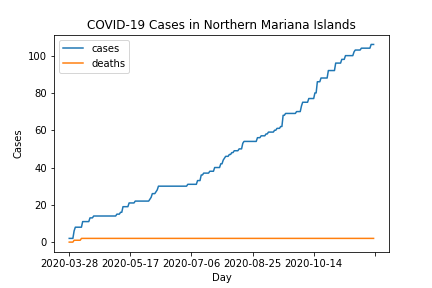 COVID-19 Cases in Northern Mariana Islands
cases
deaths
100
80
60
40
20
0
Cases
2020-03-28 2020-05-17 2020-07-06 2020-08-25 2020-10-14
Day